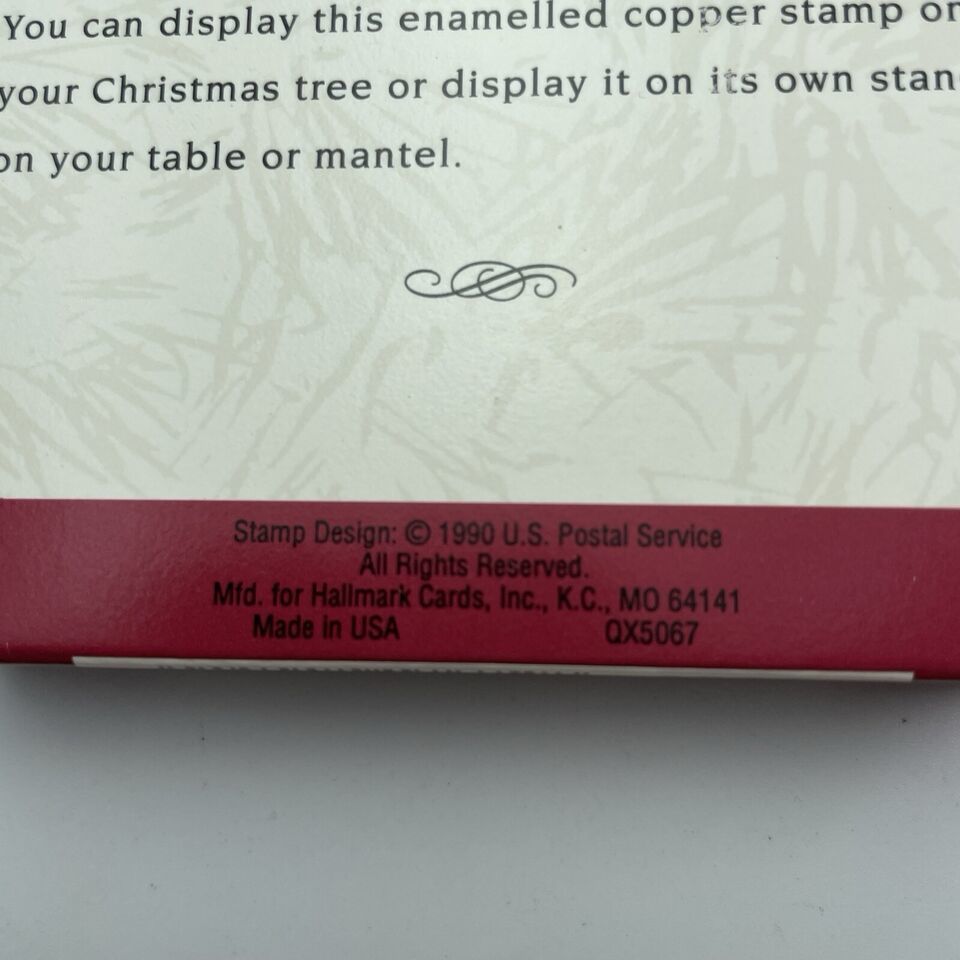 You can display this enamelled copper stamp on
your Christmas tree or display it on its own stan
on your table or mantel.
Stamp Design: © 1990 U.S. Postal Service
All Rights Reserved.
Mfd. for Hallmark Cards, Inc., K.C., MO 64141
Made in USA QX5067